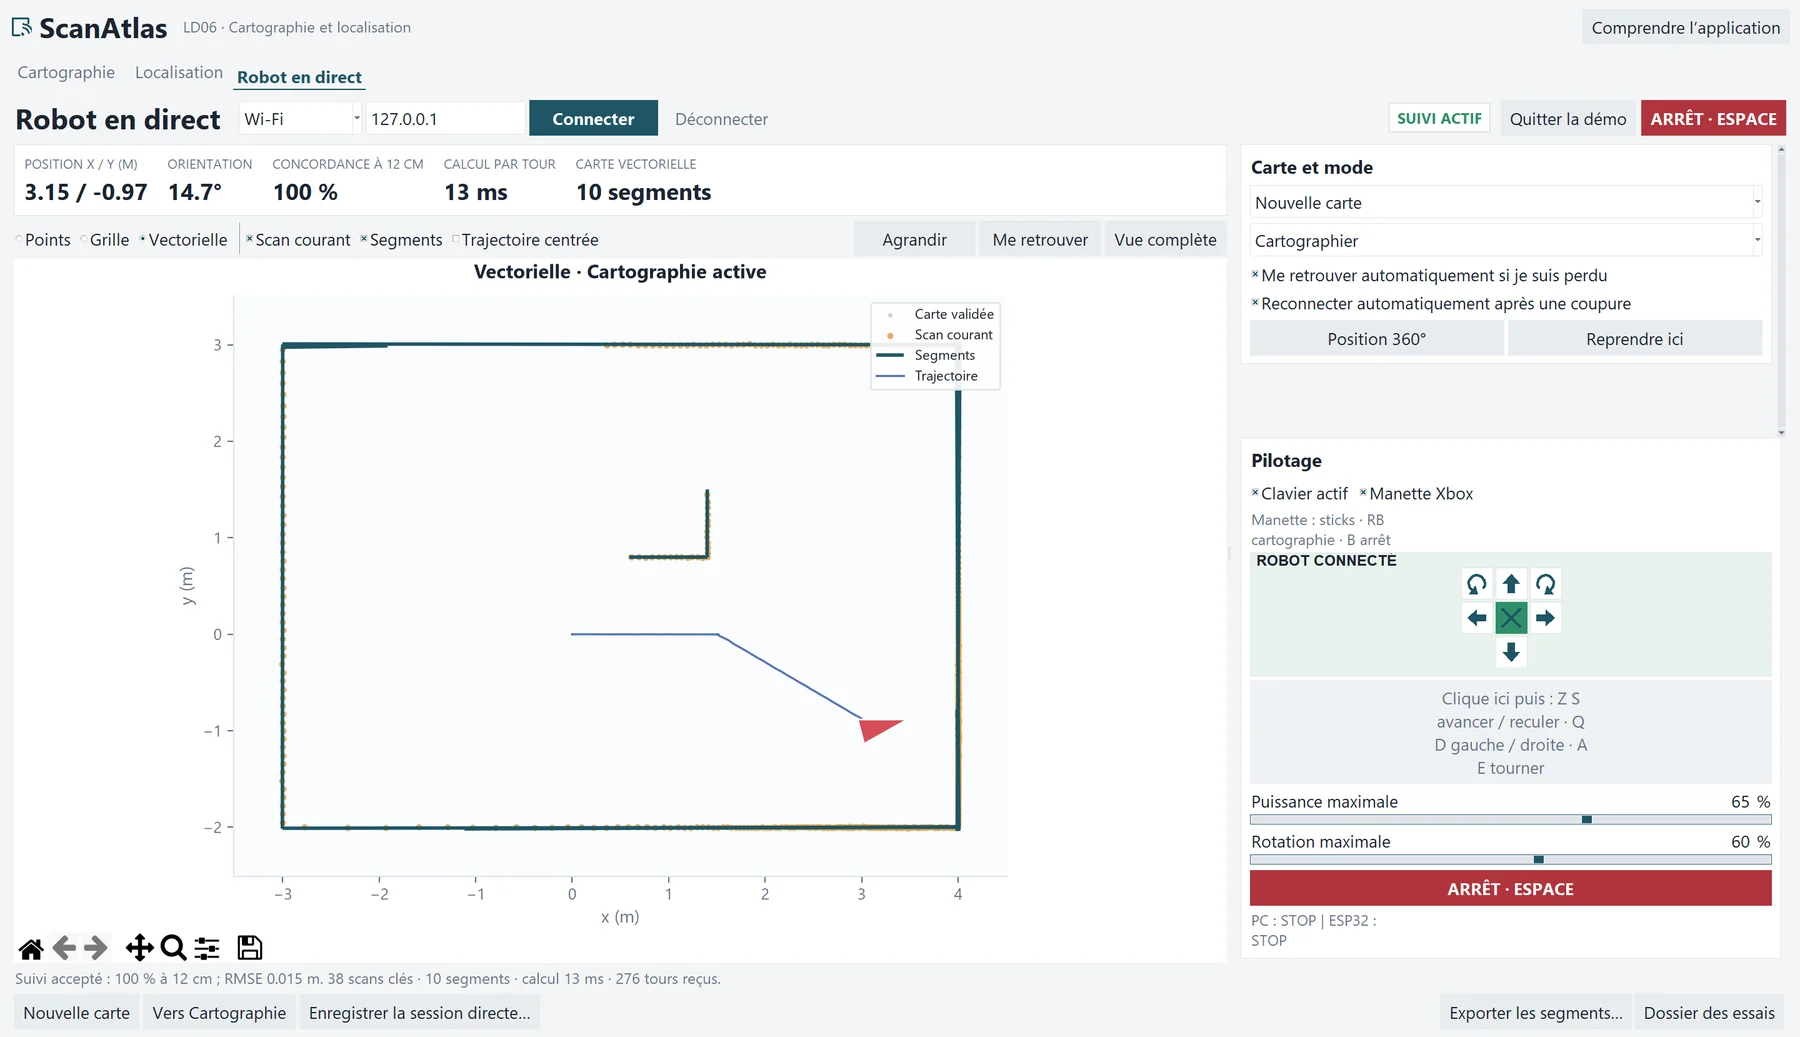 ScanAtlas LD06 · Cartographie et localisation Comprendre l’application
Cartographie Localisation Robot en direct
Robot en direct Wi-Fi 127.0.0.1 Connecter Déconnecter SUIVI ACTIF Quitter la démo ARRÊT · ESPACE
POSITION X / Y (M) ORIENTATION CONCORDANCE À 12 CM CALCUL PAR TOUR CARTE VECTORIELLE
3.15 / -0.97 14.7° 100 % 13 ms 10 segments
Points Grille Vectorielle Scan courant Segments Trajectoire centrée Agrandir Me retrouver Vue complète
Vectorielle · Cartographie active
Carte validée
Scan courant
Segments
Trajectoire
3
2
1
0
−1
−2
y (m)
−3 −2 −1 0 1 2 3 4
x (m)
Carte et mode
Nouvelle carte
Cartographier
Me retrouver automatiquement si je suis perdu
Reconnecter automatiquement après une coupure
Position 360° Reprendre ici
Pilotage
Clavier actif Manette Xbox
Manette : sticks · RB
cartographie · B arrêt
ROBOT CONNECTÉ
Clique ici puis : Z S
avancer / reculer · Q
D gauche / droite · A
E tourner
Puissance maximale 65 %
Rotation maximale 60 %
ARRÊT · ESPACE
PC : STOP | ESP32 :
STOP
Suivi accepté : 100 % à 12 cm ; RMSE 0.015 m. 38 scans clés · 10 segments · calcul 13 ms · 276 tours reçus.
Nouvelle carte Vers Cartographie Enregistrer la session directe... Exporter les segments... Dossier des essais